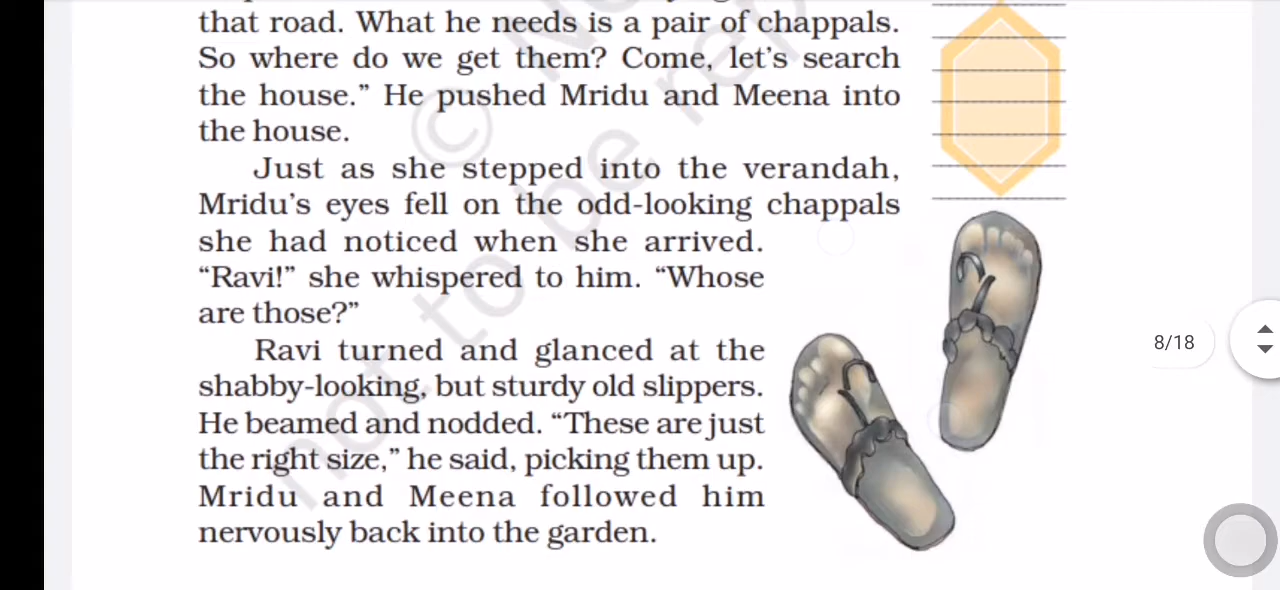 that road. What he needs is a pair of chappals.
So where do we get them? Come, let’s search
the house.” He pushed Mridu and Meena into
the house.
Just as she stepped into the verandah,
Mridu’s eyes fell on the odd-looking chappals
she had noticed when she arrived.
“Ravi!” she whispered to him. “Whose
are those?”
Ravi turned and glanced at the
shabby-looking, but sturdy old slippers.
He beamed and nodded. “These are just
the right size,” he said, picking them up.
Mridu and Meena followed him
nervously back into the garden.
8/18
©
not to be